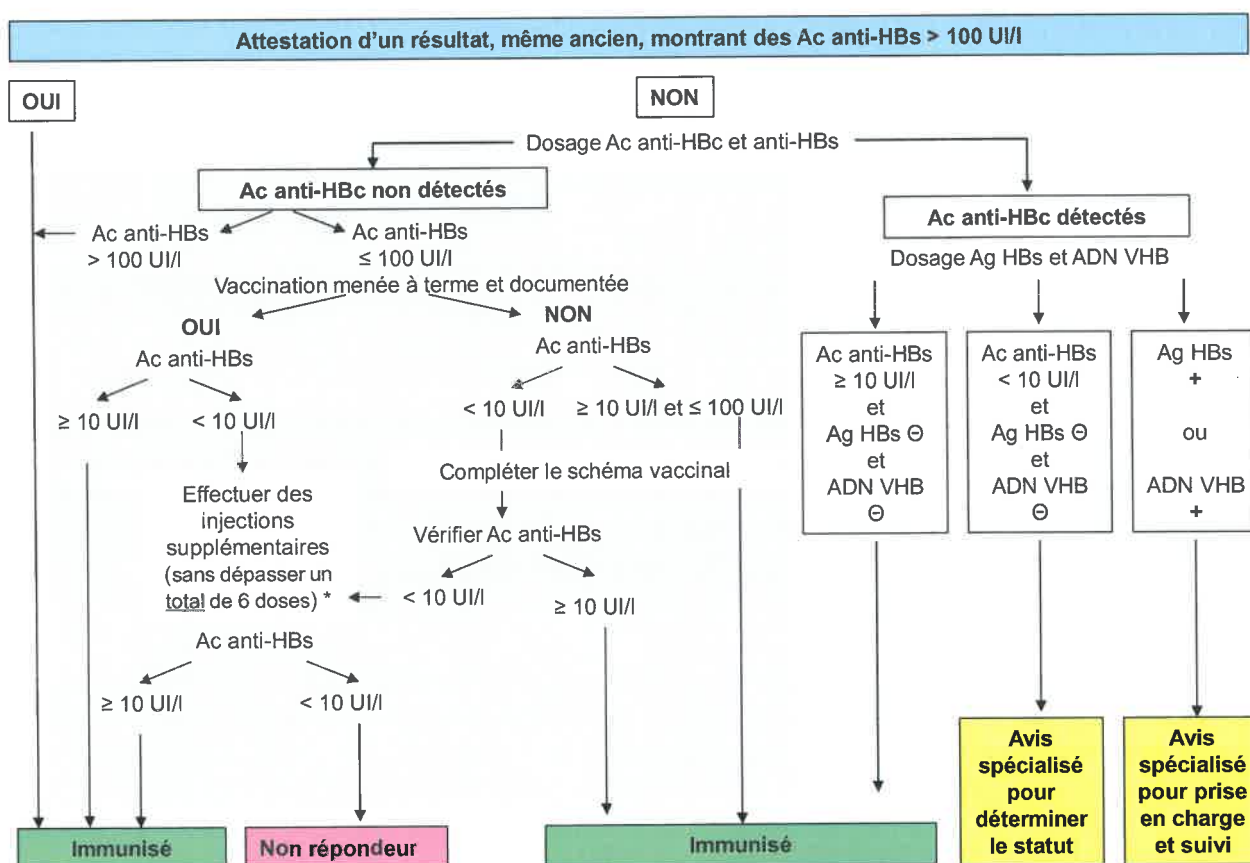 Attestation d'un résultat, même ancien, montrant des Ac anti-HBs > 100 UI/l
OUI
NON
Dosage Ac anti-HBc et anti-HBs
Ac anti-HBc non détectés
Ac anti-HBc détectés
Ac anti-HBs
> 100 UI/l
Ac anti-HBs
≤ 100 UI/l
Dosage Ag HBs et ADN VHB
Vaccination menée à terme et documentée
OUI
NON
Ac anti-HBs
Ac anti-HBs
≥ 10 UI/l
< 10 UI/l
< 10 UI/l
≥ 10 UI/l et ≤ 100 UI/l
Ac anti-HBs
≥ 10 UI/l
et
Ag HBs Θ
et
ADN VHB
Θ
Ac anti-HBs
< 10 UI/l
et
Ag HBs Θ
et
ADN VHB
Θ
Ag HBs
+
ou
ADN VHB
+
Compléter le schéma vaccinal
Effectuer des
injections
supplémentaires
(sans dépasser un
total de 6 doses) *
Vérifier Ac anti-HBs
< 10 UI/l
≥ 10 UI/l
Ac anti-HBs
≥ 10 UI/l
< 10 UI/l
Avis
spécialisé
pour
déterminer
le statut
Avis
spécialisé
pour prise
en charge
et suivi
Immunisé
Non répondeur
Immunisé